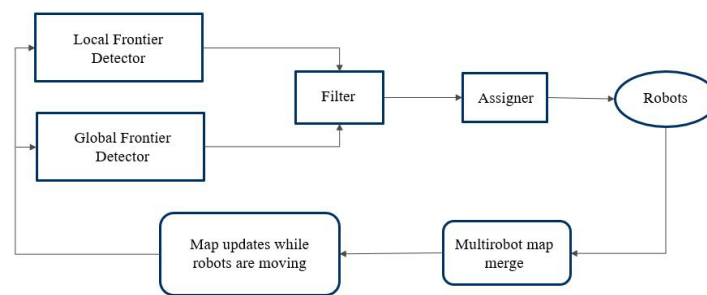 Local Frontier
Detector
Filter
Assigner
Robots
Global Frontier
Detector
Map updates while
robots are moving
Multirobot map
merge